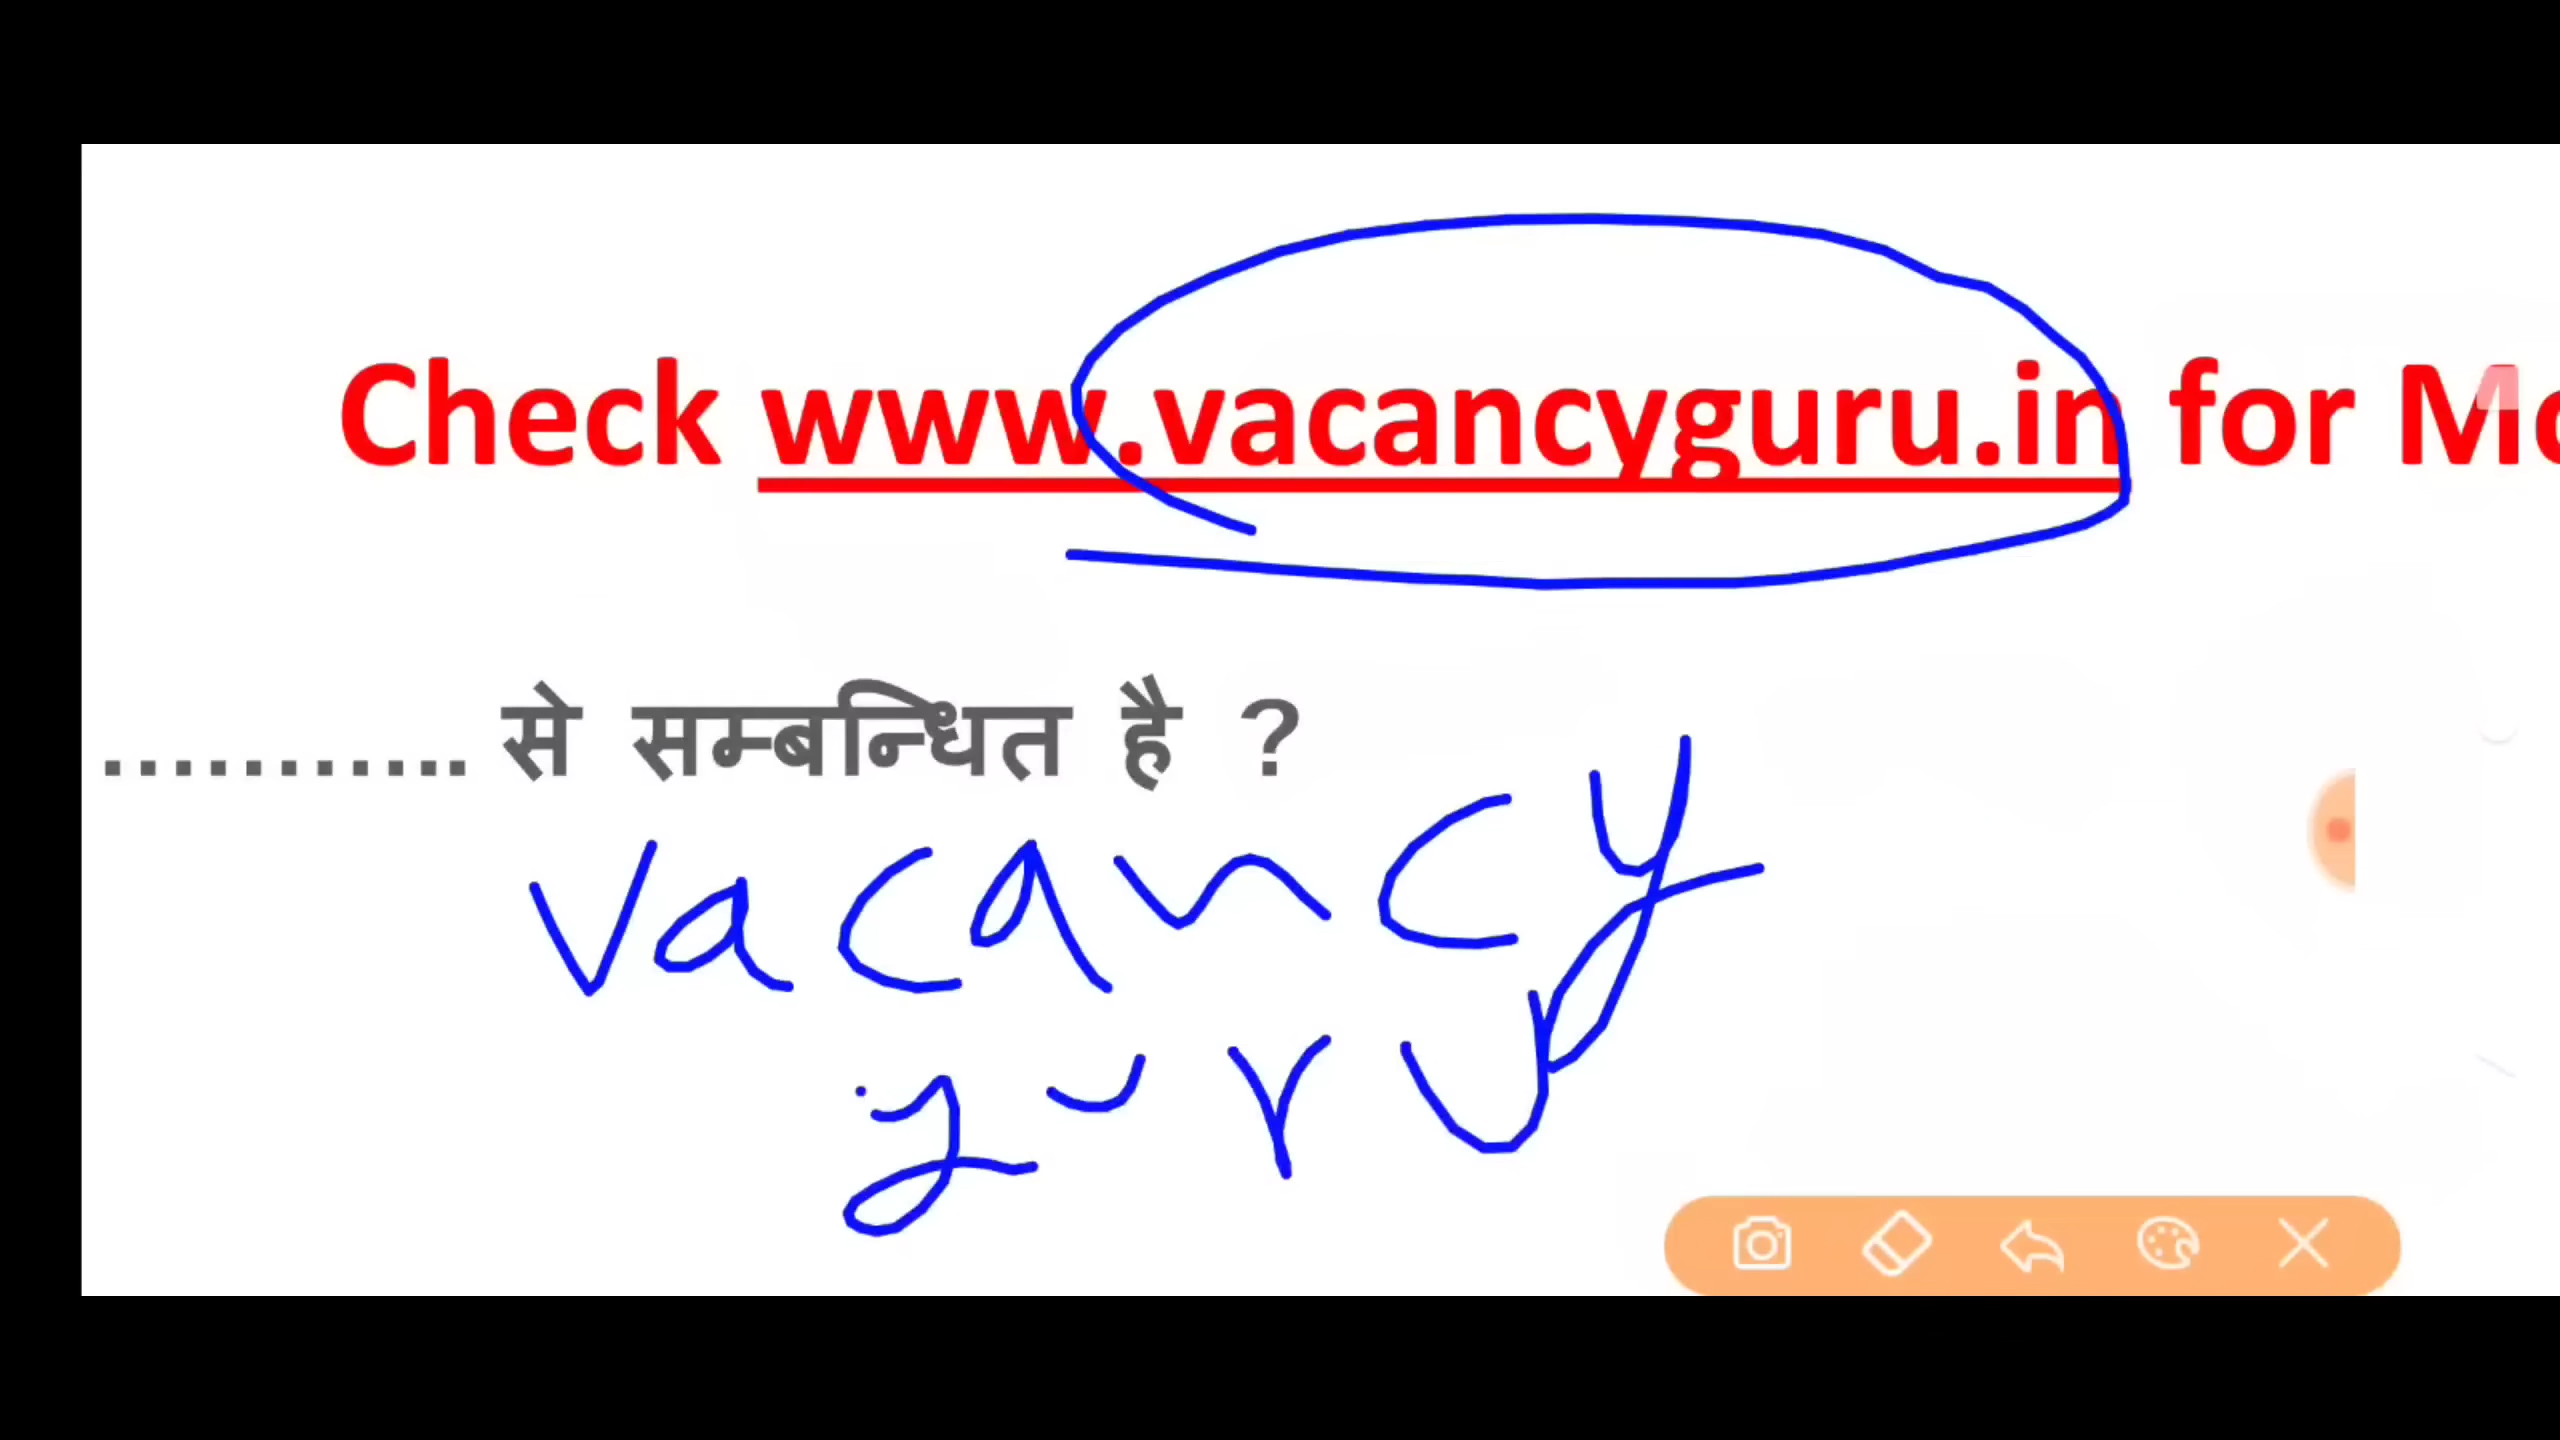 Check www.vacancyguru.in for Mo
........... से सम्बन्धित है ?
vacancy
guru